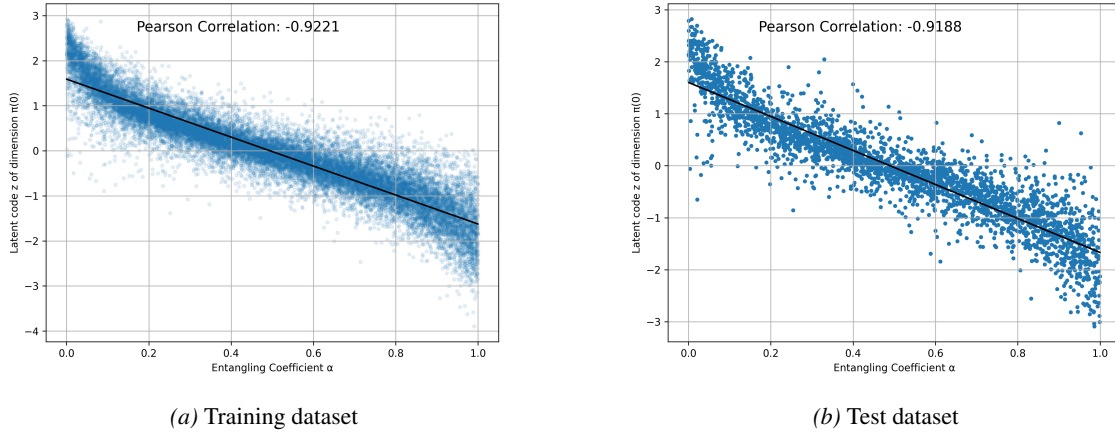 Pearson Correlation: -0.9221
3
2
1
0
−1
−2
−3
−4
Latent code z of dimension π(0)
0.0 0.2 0.4 0.6 0.8 1.0
Entangling Coefficient α
(a) Training dataset
Pearson Correlation: -0.9188
3
2
1
0
−1
−2
−3
Latent code z of dimension π(0)
0.0 0.2 0.4 0.6 0.8 1.0
Entangling Coefficient α
(b) Test dataset